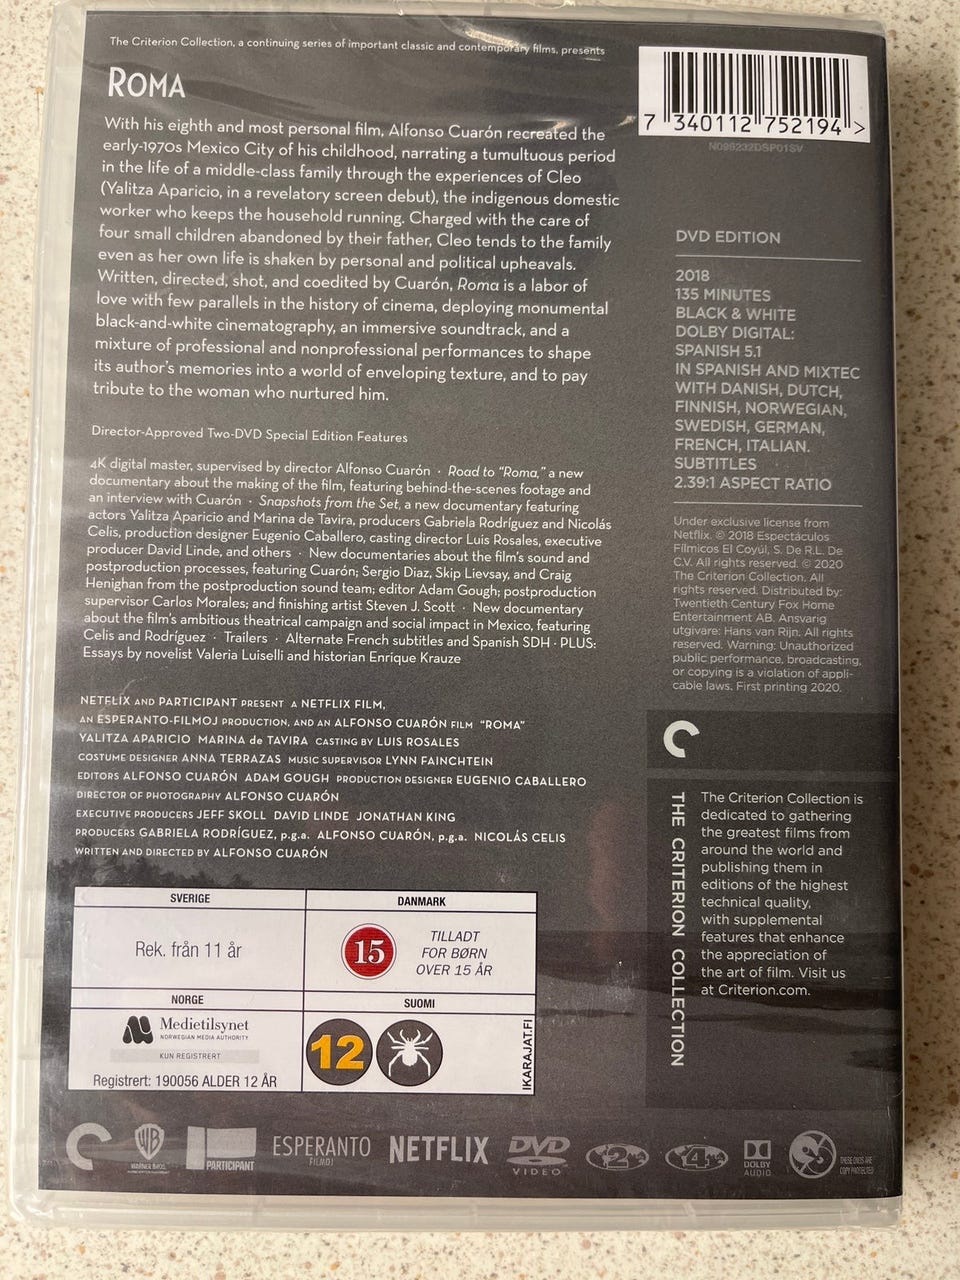 The Criterion Collection, a continuing series of important classic and contemporary films, presents
ROMA
With his eighth and most personal film, Alfonso Cuarón recreated the
early-1970s Mexico City of his childhood, narrating a tumultuous period
in the life of a middle-class family through the experiences of Cleo
(Yalitza Aparicio, in a revelatory screen debut), the indigenous domestic
worker who keeps the household running. Charged with the care of
four small children abandoned by their father, Cleo tends to the family
even as her own life is shaken by personal and political upheavals.
Written, directed, shot, and coedited by Cuarón, Roma is a labor of
love with few parallels in the history of cinema, deploying monumental
black-and-white cinematography, an immersive soundtrack, and a
mixture of professional and nonprofessional performances to shape
its author's memories into a world of enveloping texture, and to pay
tribute to the woman who nurtured him.
Director-Approved Two-DVD Special Edition Features
4K digital master, supervised by director Alfonso Cuarón · Road to "Roma," a new
documentary about the making of the film, featuring behind-the-scenes footage and
an interview with Cuarón · Snapshots from the Set, a new documentary featuring
actors Yalitza Aparicio and Marina de Tavira, producers Gabriela Rodríguez and Nicolás
Celis, production designer Eugenio Caballero, casting director Luis Rosales, executive
producer David Linde, and others · New documentaries about the film's sound and
postproduction processes, featuring Cuarón; Sergio Diaz, Skip Lievsay, and Craig
Henighan from the postproduction sound team; editor Adam Gough; postproduction
supervisor Carlos Morales; and finishing artist Steven J. Scott · New documentary
about the film's ambitious theatrical campaign and social impact in Mexico, featuring
Celis and Rodríguez · Trailers · Alternate French subtitles and Spanish SDH · PLUS:
Essays by novelist Valeria Luiselli and historian Enrique Krauze
NETFLIX AND PARTICIPANT PRESENT A NETFLIX FILM,
AN ESPERANTO-FILMOJ PRODUCTION, AND AN ALFONSO CUARÓN FILM "ROMA"
YALITZA APARICIO MARINA de TAVIRA CASTING BY LUIS ROSALES
COSTUME DESIGNER ANNA TERRAZAS MUSIC SUPERVISOR LYNN FAINCHTEIN
EDITORS ALFONSO CUARÓN ADAM GOUGH PRODUCTION DESIGNER EUGENIO CABALLERO
DIRECTOR OF PHOTOGRAPHY ALFONSO CUARÓN
EXECUTIVE PRODUCERS JEFF SKOLL DAVID LINDE JONATHAN KING
PRODUCERS GABRIELA RODRÍGUEZ, p.g.a. ALFONSO CUARÓN, p.g.a. NICOLÁS CELIS
WRITTEN AND DIRECTED BY ALFONSO CUARÓN
7 340112 752194 >
N098232DSP01SV
DVD EDITION
2018
135 MINUTES
BLACK & WHITE
DOLBY DIGITAL:
SPANISH 5.1
IN SPANISH AND MIXTEC
WITH DANISH, DUTCH,
FINNISH, NORWEGIAN,
SWEDISH, GERMAN,
FRENCH, ITALIAN.
SUBTITLES
2.39:1 ASPECT RATIO
Under exclusive license from
Netflix. © 2018 Espectáculos
Fílmicos El Coyúl, S. De R.L. De
C.V. All rights reserved. © 2020
The Criterion Collection. All
rights reserved. Distributed by:
Twentieth Century Fox Home
Entertainment AB. Ansvarig
utgivare: Hans van Rijn. All rights
reserved. Warning: Unauthorized
public performance, broadcasting,
or copying is a violation of appli-
cable laws. First printing 2020.
THE CRITERION COLLECTION
The Criterion Collection is
dedicated to gathering
the greatest films from
around the world and
publishing them in
editions of the highest
technical quality,
with supplemental
features that enhance
the appreciation of
the art of film. Visit us
at Criterion.com.
SVERIGE
Rek. från 11 år
DANMARK
15
TILLADT
FOR BØRN
OVER 15 ÅR
NORGE
Medietilsynet
NORWEGIAN MEDIA AUTHORITY
KUN REGISTRERT
Registrert: 190056 ALDER 12 ÅR
SUOMI
12
IKARAJAT.FI
WB
WARNER BROS.
PARTICIPANT
ESPERANTO
FILMOJ
NETFLIX
DVD
VIDEO
2
4
DOLBY
AUDIO
THESE DVDS ARE
COPY PROTECTED